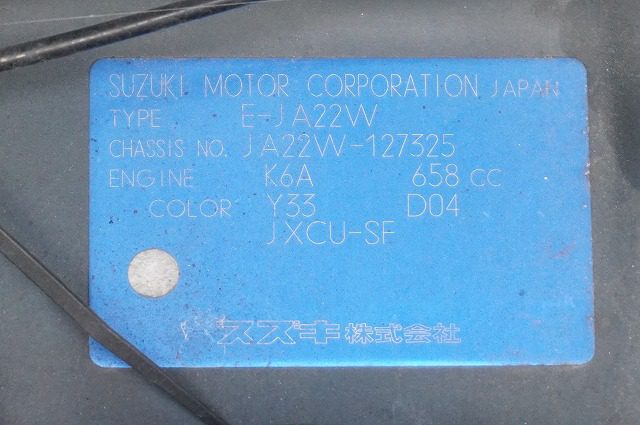 SUZUKI MOTOR CORPORATION JAPAN
TYPE E-JA22W
CHASSIS NO. JA22W-127325
ENGINE K6A 658 CC
COLOR Y33 D04
JXCU-SF
スズキ株式会社